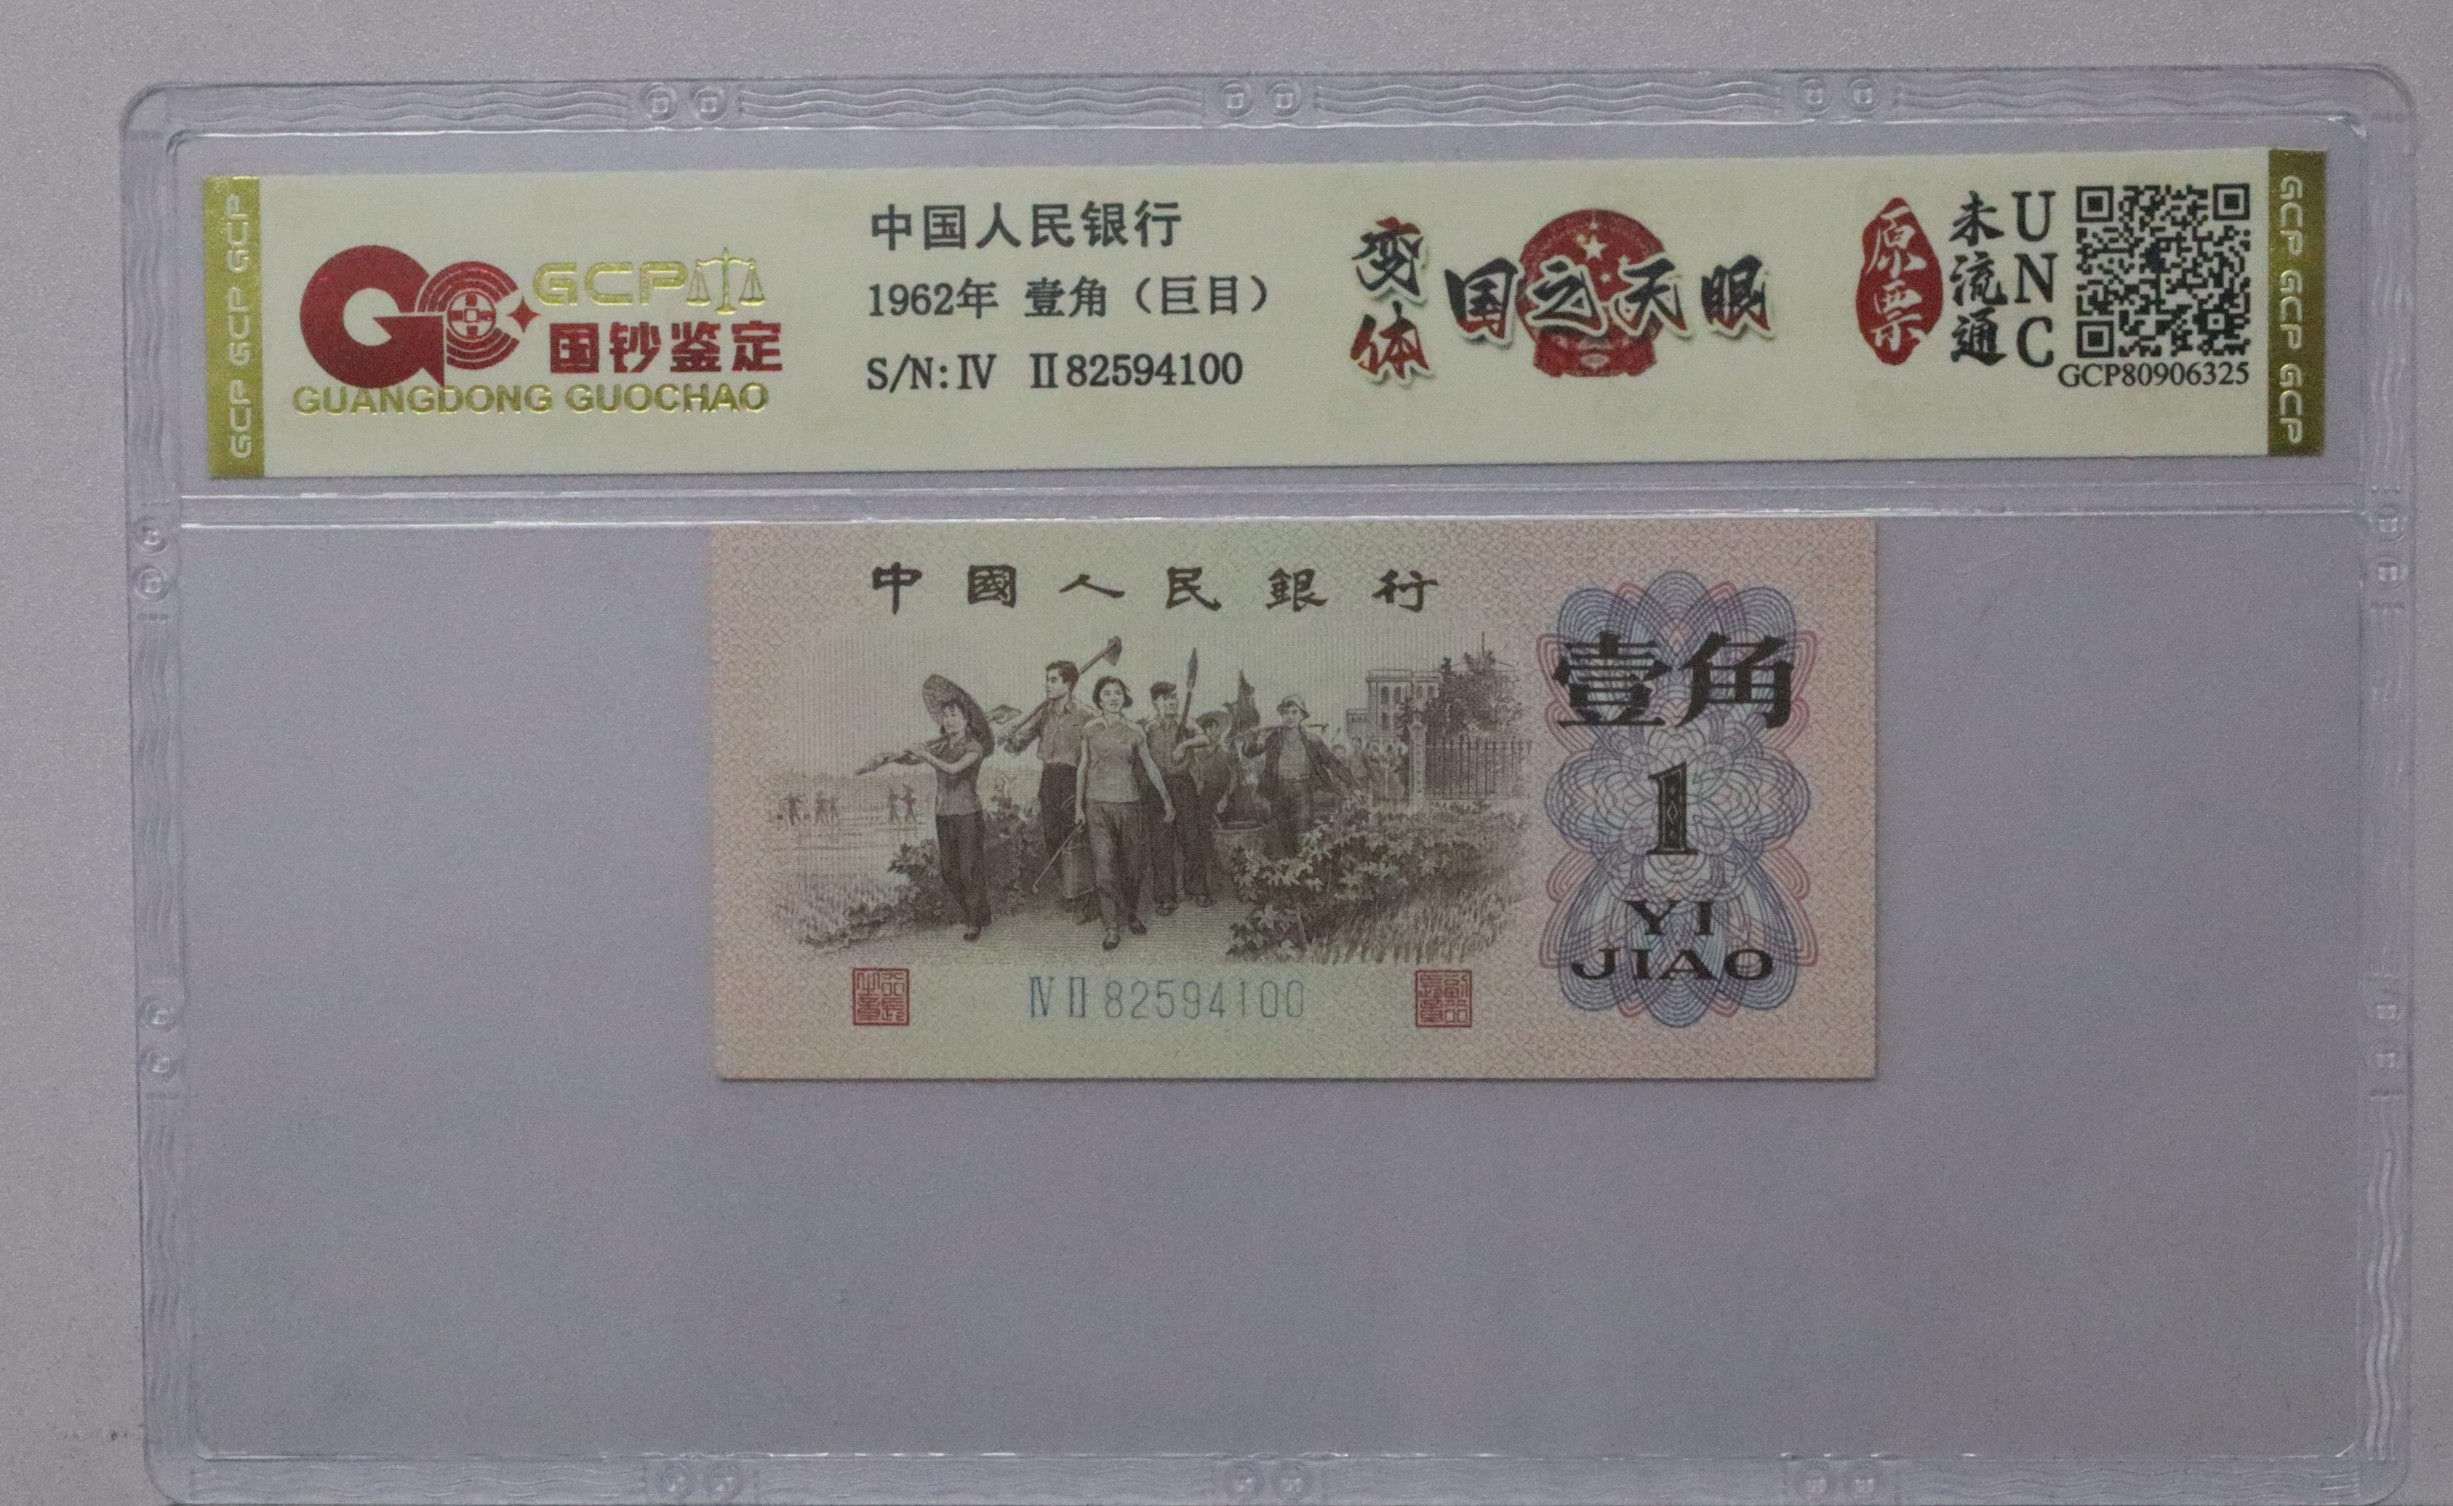 GCP GCP GCP
GCP
国钞鉴定
GUANGDONG GUOCHAO
中国人民银行
1962年 壹角（巨目）
S/N:IV II82594100
变体
国之天眼
原票
未流通
UNC
GCP80906325
GCP GCP GCP
中國人民銀行
壹角
1
YI
JIAO
IV II 82594100